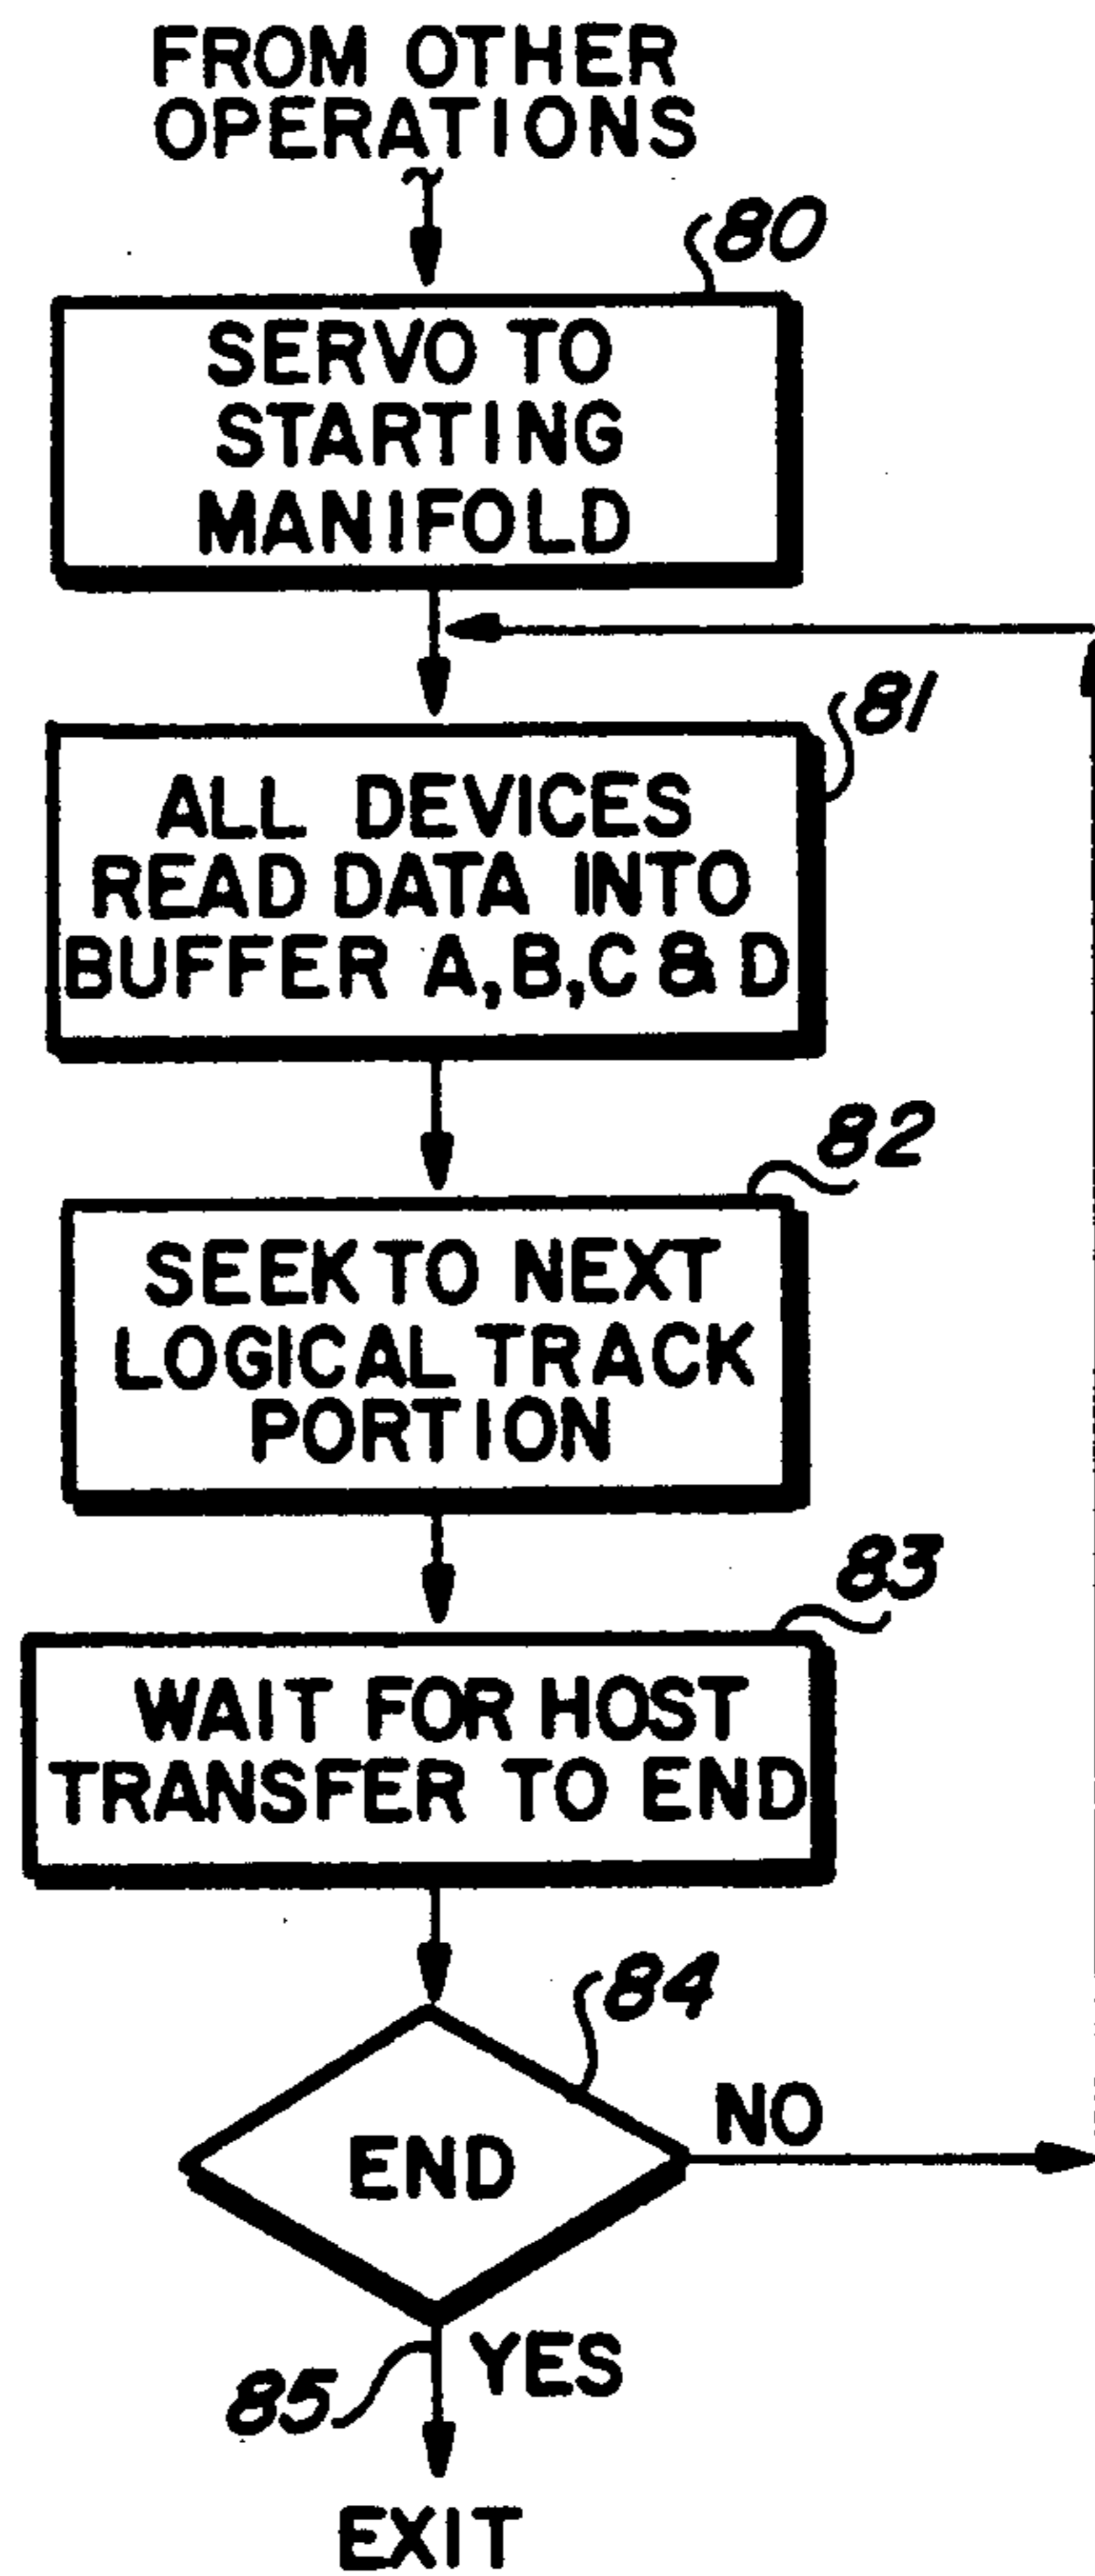 FROM OTHER
OPERATIONS
80
SERVO TO
STARTING
MANIFOLD
81
ALL DEVICES
READ DATA INTO
BUFFER A,B,C & D
82
SEEK TO NEXT
LOGICAL TRACK
PORTION
83
WAIT FOR HOST
TRANSFER TO END
84
END
NO
85
YES
EXIT